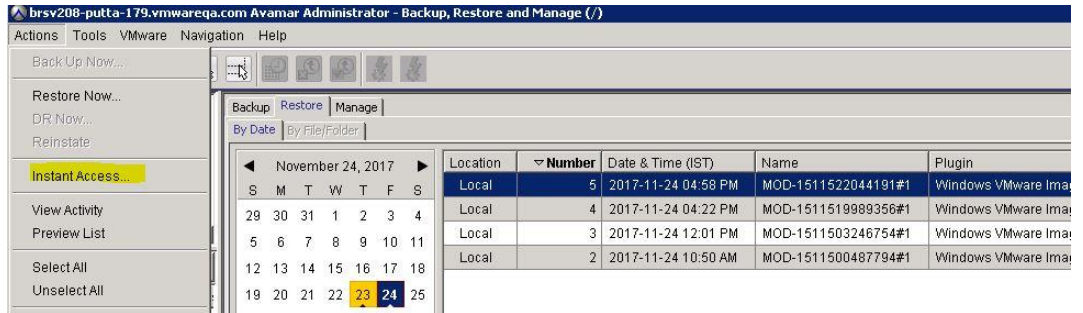 brsv208-putta-179.vmwareqa.com Avamar Administrator - Backup, Restore and Manage (/)
Actions Tools VMware Navigation Help
Back Up Now...
Restore Now...
DR Now...
Reinstate
Instant Access...
View Activity
Preview List
Select All
Unselect All
Backup Restore Manage
By Date By File/Folder
November 24, 2017
S M T W T F S
29 30 31 1 2 3 4
5 6 7 8 9 10 11
12 13 14 15 16 17 18
19 20 21 22 23 24 25
Location Number Date & Time (IST) Name Plugin
Local 5 2017-11-24 04:58 PM MOD-1511522044191#1 Windows VMware Ima
Local 4 2017-11-24 04:22 PM MOD-1511519989356#1 Windows VMware Ima
Local 3 2017-11-24 12:01 PM MOD-1511503246754#1 Windows VMware Ima
Local 2 2017-11-24 10:50 AM MOD-1511500487794#1 Windows VMware Ima